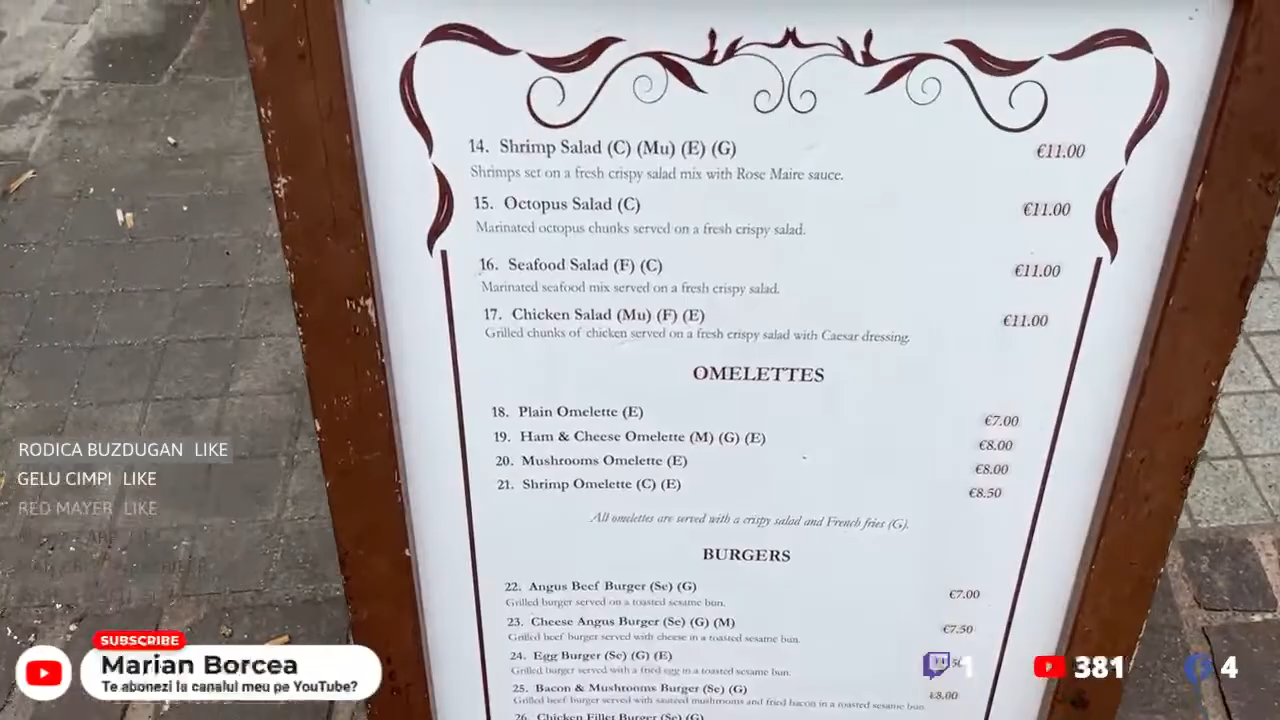 14. Shrimp Salad (C) (Mu) (E) (G) €11.00
Shrimps set on a fresh crispy salad mix with Rose Maire sauce.
15. Octopus Salad (C) €11.00
Marinated octopus chunks served on a fresh crispy salad.
16. Seafood Salad (F) (C) €11.00
Marinated seafood mix served on a fresh crispy salad.
17. Chicken Salad (Mu) (F) (E) €11.00
Grilled chunks of chicken served on a fresh crispy salad with Caesar dressing.
OMELETTES
18. Plain Omelette (E) €7.00
19. Ham & Cheese Omelette (M) (G) (E) €8.00
20. Mushrooms Omelette (E) €8.00
21. Shrimp Omelette (C) (E) €8.50
All omelettes are served with a crispy salad and French fries (G).
BURGERS
22. Angus Beef Burger (Se) (G) €7.00
Grilled burger served on a toasted sesame bun.
23. Cheese Angus Burger (Se) (G) (M) €7.50
Grilled beef burger served with cheese in a toasted sesame bun.
24. Egg Burger (Se) (G) (E)
Grilled burger served with a fried egg in a toasted sesame bun.
25. Bacon & Mushrooms Burger (Se) (G) €8.00
Grilled beef burger served with sauteed mushrooms and fried bacon in a toasted sesame bun
26. Chicken Fillet Burger (Se) (G)
RODICA BUZDUGAN LIKE
GELU CIMPI LIKE
RED MAYER LIKE
SUBSCRIBE
Marian Borcea
Te abonezi la canalul meu pe YouTube?
1
381
4